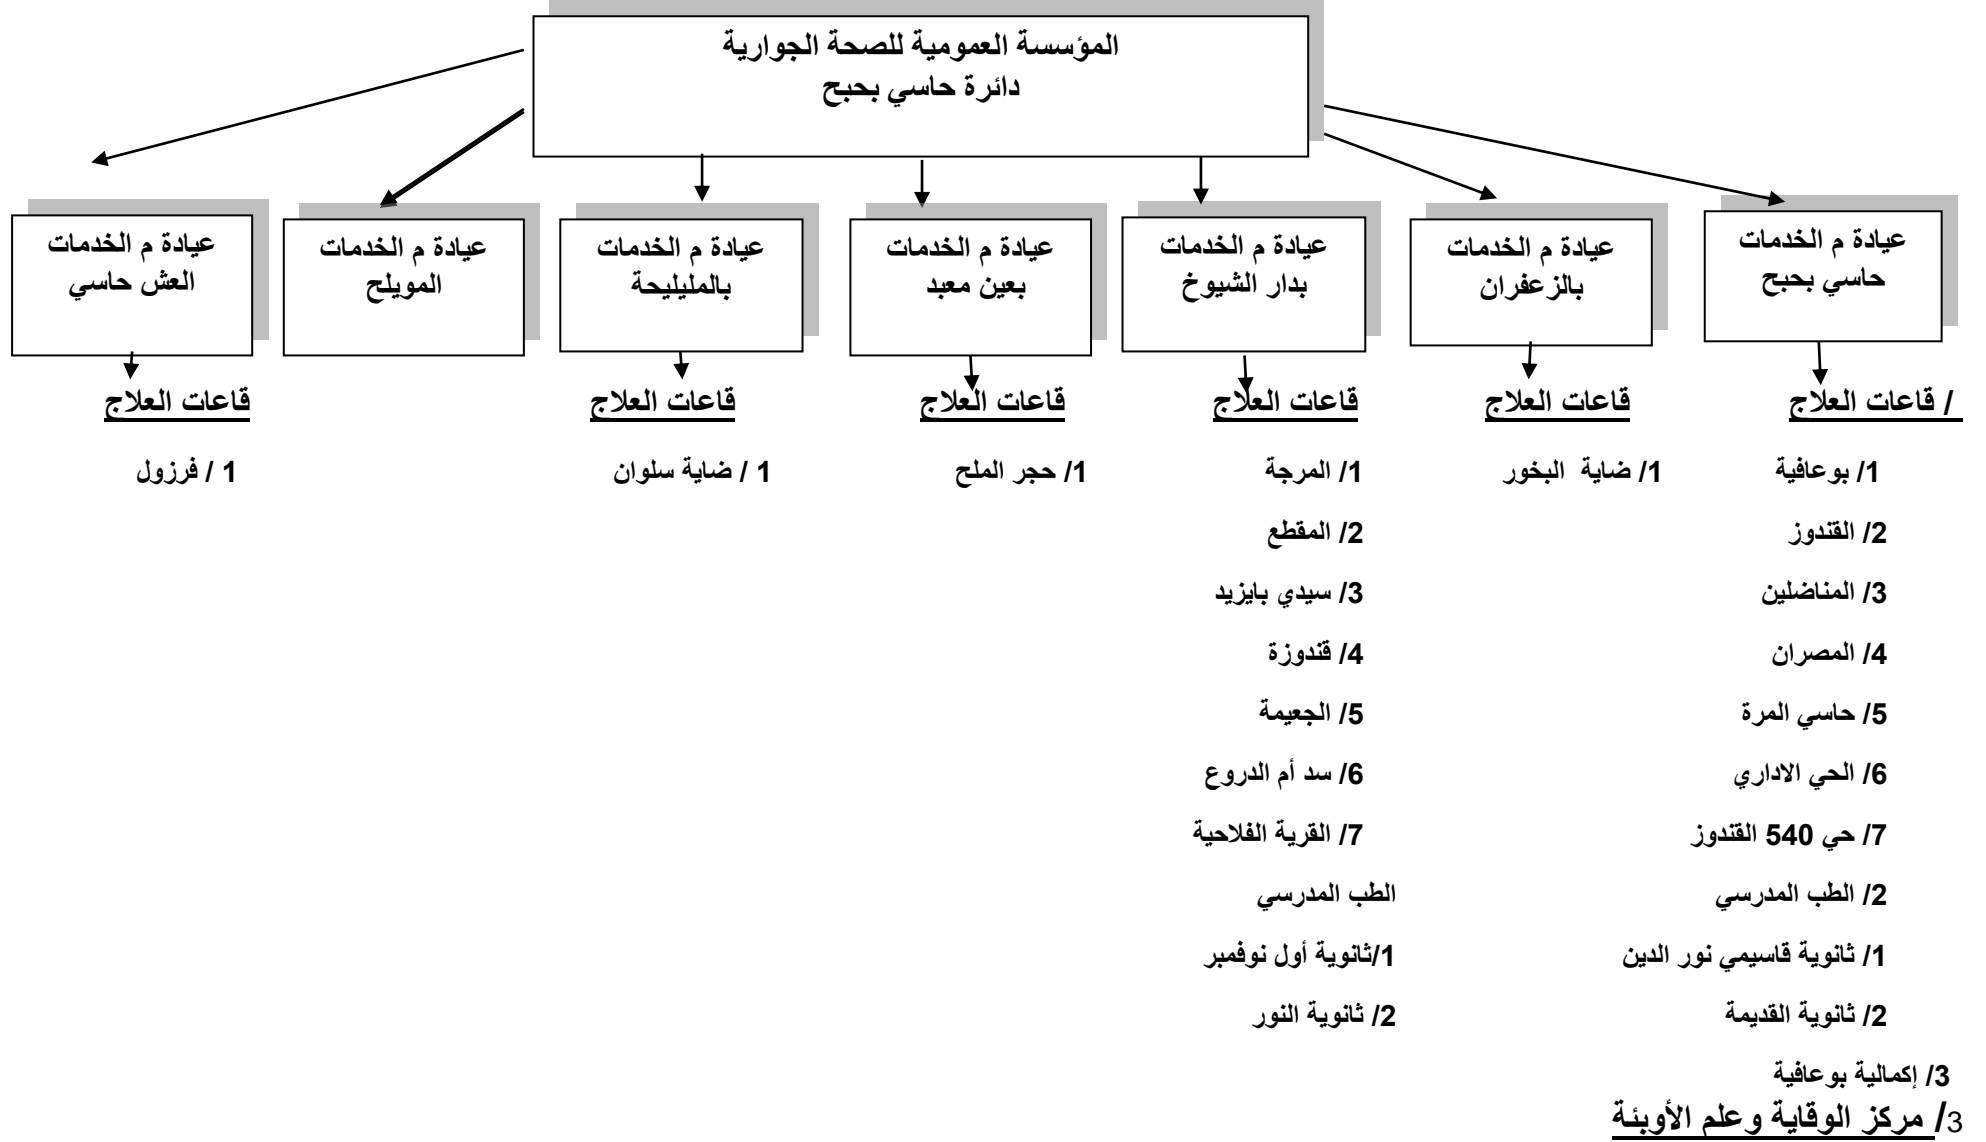 المؤسسة العمومية للصحة الجوارية
دائرة حاسي بحبح
عيادة م الخدمات
حاسي بحبح
عيادة م الخدمات
بالزعفران
عيادة م الخدمات
بدار الشيوخ
عيادة م الخدمات
بعين معبد
عيادة م الخدمات
بالمليليحة
عيادة م الخدمات
المويلح
عيادة م الخدمات
العش حاسي
/ قاعات العلاج
1/ بوعافية
2/ القندوز
3/ المناضلين
4/ المصران
5/ حاسي المرة
6/ الحي الاداري
7/ حي 540 القندوز
2/ الطب المدرسي
1/ ثانوية قاسيمي نور الدين
2/ ثانوية القديمة
3/ إكمالية بوعافية
3/ مركز الوقاية وعلم الأوبئة
قاعات العلاج
1/ ضاية البخور
قاعات العلاج
1/ المرجة
2/ المقطع
3/ سيدي بايزيد
4/ قندوزة
5/ الجعيمة
6/ سد أم الدروع
7/ القرية الفلاحية
الطب المدرسي
1/ثانوية أول نوفمبر
2/ ثانوية النور
قاعات العلاج
1/ حجر الملح
قاعات العلاج
1 / ضاية سلوان
قاعات العلاج
1 / فرزول